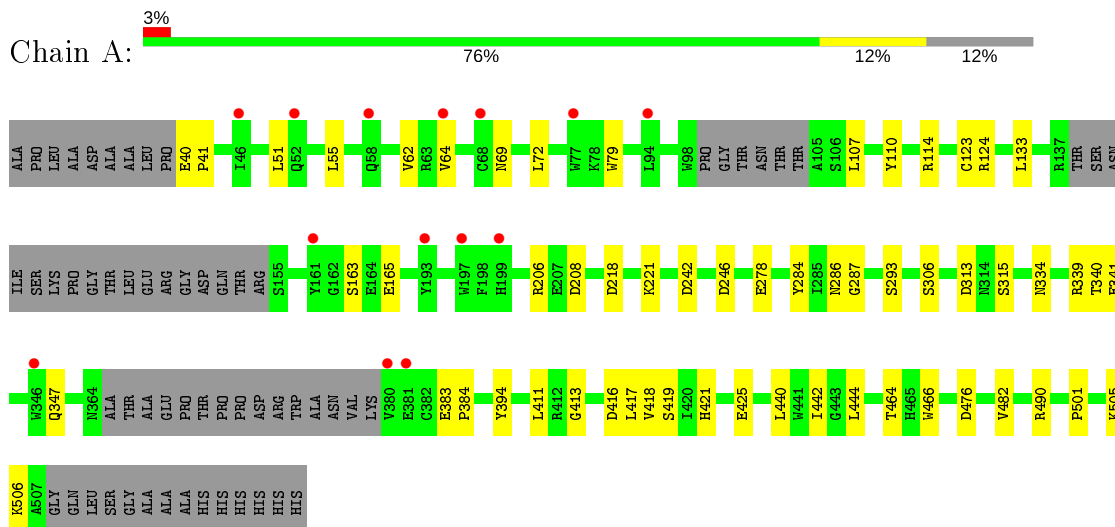 3%
Chain A:
76% 12% 12%
ALA PRO LEU ALA ASP ALA ALA LEU PRO E40 P41 I46 L51 Q52 L55 Q58 V62 R63 V64 C68 N69 L72 W77 K78 W79 L94 W98 PRO GLY THR ASN THR THR A105 S106 L107 Y110 R114 C123 R124 L133 R137 THR SER ASN
ILE SER LYS PRO GLY THR LEU GLU ARG GLY ASP GLN THR ARG S155 Y161 G162 S163 E164 E165 Y193 W197 F198 H199 R206 E207 D208 D218 K221 D242 D246 E278 Y284 I285 N286 G287 S293 S306 D313 N314 S315 N334 R339 T340 E341
W346 Q347 N364 ALA THR ALA GLU PRO THR PRO PRO ASP ARG TRP ALA ASN VAL LYS V380 E381 C382 E383 P384 Y394 L411 R412 G413 D416 L417 V418 S419 I420 H421 E425 L440 W441 I442 G443 L444 T464 H465 W466 D476 V482 R490 P501 K505
K506 A507 GLY GLN LEU SER GLY ALA ALA ALA HIS HIS HIS HIS HIS HIS